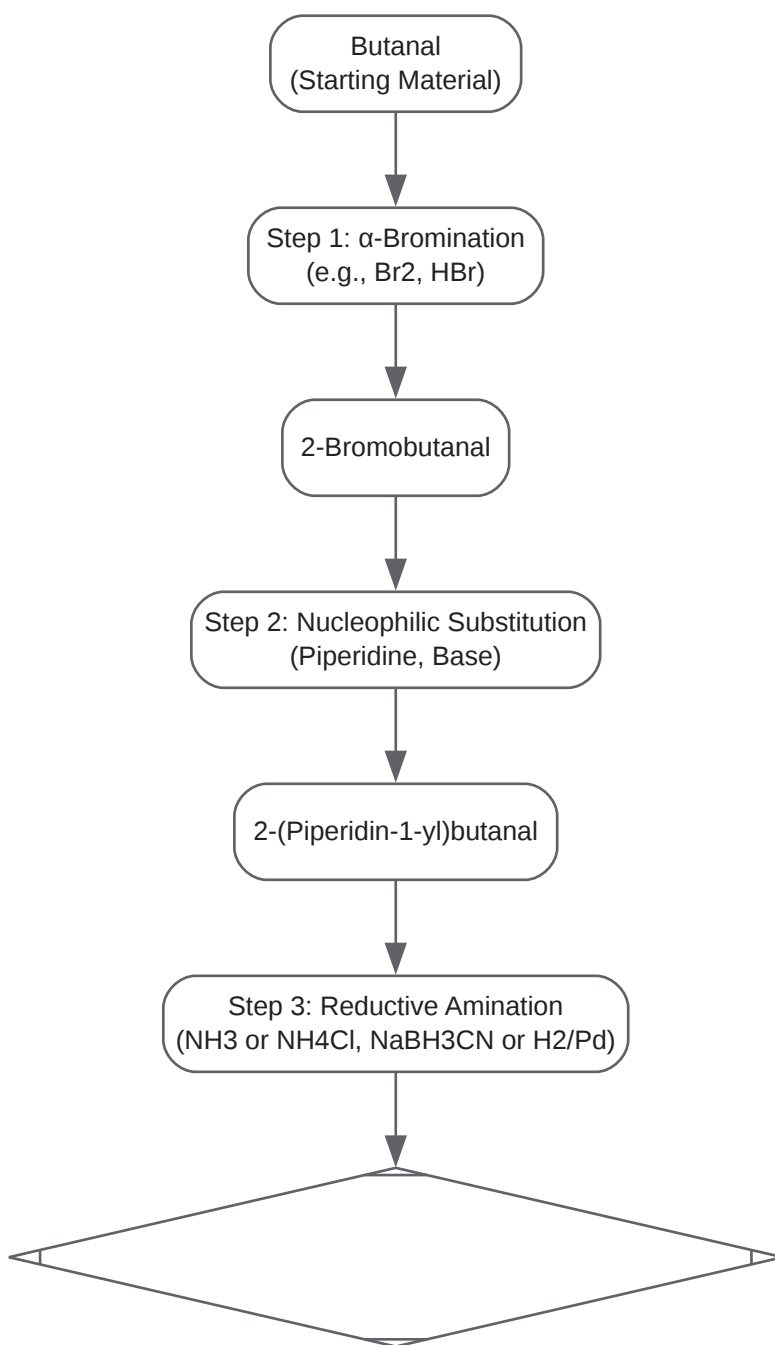 Butanal
(Starting Material)
Step 1: α-Bromination
(e.g., Br2, HBr)
2-Bromobutanal
Step 2: Nucleophilic Substitution
(Piperidine, Base)
2-(Piperidin-1-yl)butanal
Step 3: Reductive Amination
(NH3 or NH4Cl, NaBH3CN or H2/Pd)